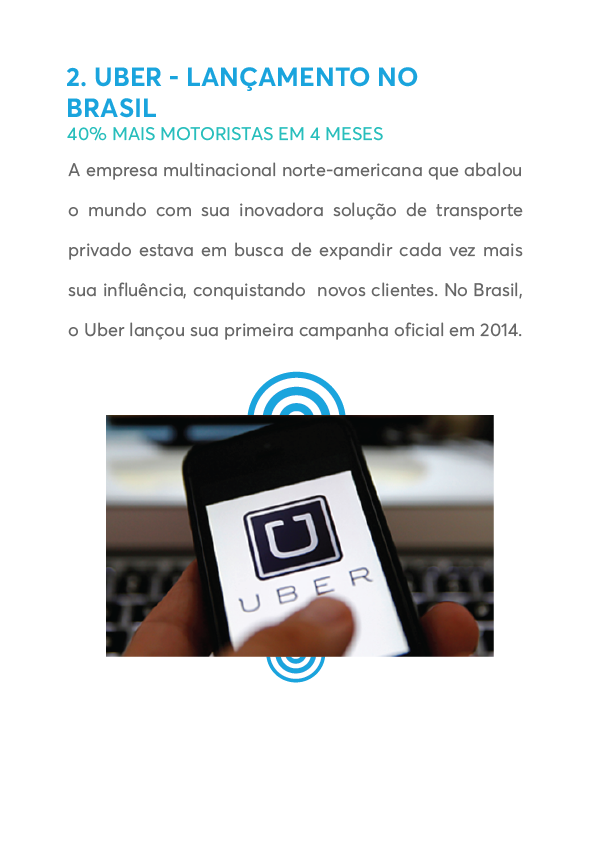 2. UBER - LANÇAMENTO NO
BRASIL
40% MAIS MOTORISTAS EM 4 MESES
A empresa multinacional norte-americana que abalou
o mundo com sua inovadora solução de transporte
privado estava em busca de expandir cada vez mais
sua influência, conquistando novos clientes. No Brasil,
o Uber lançou sua primeira campanha oficial em 2014.
U
UBER